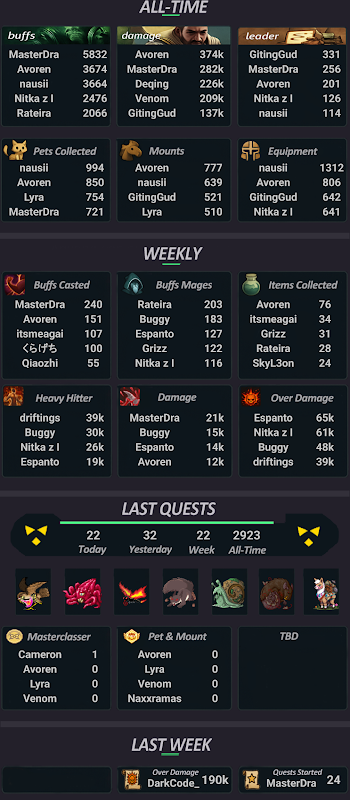 ALL-TIME
buffs
MasterDra 5832
Avoren 3674
nausii 3664
Nitka z l 2476
Rateira 2066
damage
Avoren 374k
MasterDra 282k
Deqing 226k
Venom 209k
GitingGud 137k
leader
GitingGud 331
MasterDra 256
Avoren 201
Nitka z l 126
nausii 114
Pets Collected
nausii 994
Avoren 850
Lyra 754
MasterDra 721
Mounts
Avoren 777
nausii 639
GitingGud 521
Lyra 510
Equipment
nausii 1312
Avoren 806
GitingGud 642
Nitka z l 641
WEEKLY
Buffs Casted
MasterDra 240
Avoren 151
itsmeagai 107
くらげち 100
Qiaozhi 55
Buffs Mages
Rateira 203
Buggy 183
Espanto 127
Grizz 122
Nitka z l 116
Items Collected
Avoren 76
itsmeagai 34
Grizz 31
Rateira 28
SkyL3on 24
Heavy Hitter
driftings 39k
Buggy 30k
Nitka z l 26k
Espanto 19k
Damage
MasterDra 21k
Buggy 15k
Espanto 14k
Avoren 12k
Over Damage
Espanto 65k
Nitka z l 61k
Buggy 48k
driftings 39k
LAST QUESTS
22 32 22 2923
Today Yesterday Week All-Time
Masterclasser
Cameron 1
Avoren 0
Lyra 0
Venom 0
Pet & Mount
Avoren 0
Lyra 0
Venom 0
Naxxramas 0
TBD
LAST WEEK
Over Damage
DarkCode_ 190k
Quests Started
MasterDra 24